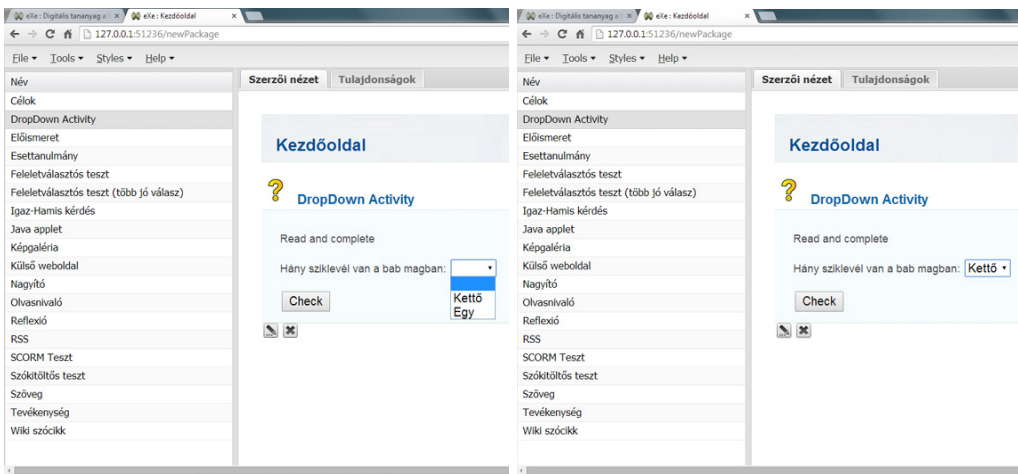 eXe : Digitális tananyag a
eXe : Kezdőoldal
127.0.0.1:51236/newPackage
File Tools Styles Help
Név
Célok
DropDown Activity
Előismeret
Esettanulmány
Feleletválasztós teszt
Feleletválasztós teszt (több jó válasz)
Igaz-Hamis kérdés
Java applet
Képgaléria
Külső weboldal
Nagyító
Olvasnivaló
Reflexió
RSS
SCORM Teszt
Szókitöltős teszt
Szöveg
Tevékenység
Wiki szócikk
Szerzői nézet Tulajdonságok
Kezdőoldal
DropDown Activity
Read and complete
Hány sziklevél van a bab magban:
Kettő
Egy
Check
eXe : Digitális tananyag a
eXe : Kezdőoldal
127.0.0.1:51236/newPackage
File Tools Styles Help
Név
Célok
DropDown Activity
Előismeret
Esettanulmány
Feleletválasztós teszt
Feleletválasztós teszt (több jó válasz)
Igaz-Hamis kérdés
Java applet
Képgaléria
Külső weboldal
Nagyító
Olvasnivaló
Reflexió
RSS
SCORM Teszt
Szókitöltős teszt
Szöveg
Tevékenység
Wiki szócikk
Szerzői nézet Tulajdonságok
Kezdőoldal
DropDown Activity
Read and complete
Hány sziklevél van a bab magban: Kettő
Check